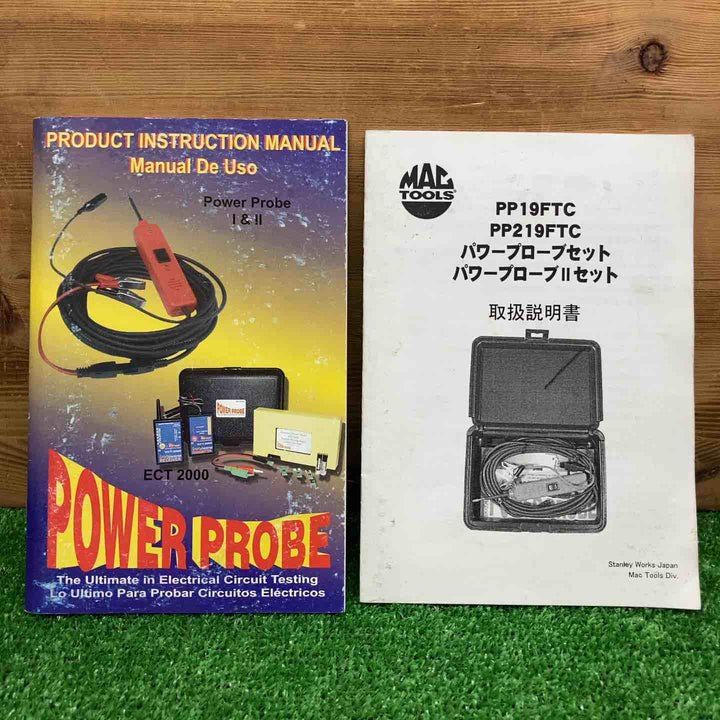 PRODUCT INSTRUCTION MANUAL
Manual De Uso
Power Probe
I & II
POWER PROBE
ECT 2000
POWER PROBE
The Ultimate in Electrical Circuit Testing
Lo Ultimo Para Probar Circuitos Eléctricos
MAC
TOOLS
PP19FTC
PP219FTC
パワープローブセット
パワープローブIIセット
取扱説明書
Stanley Works Japan
Mac Tools Div.